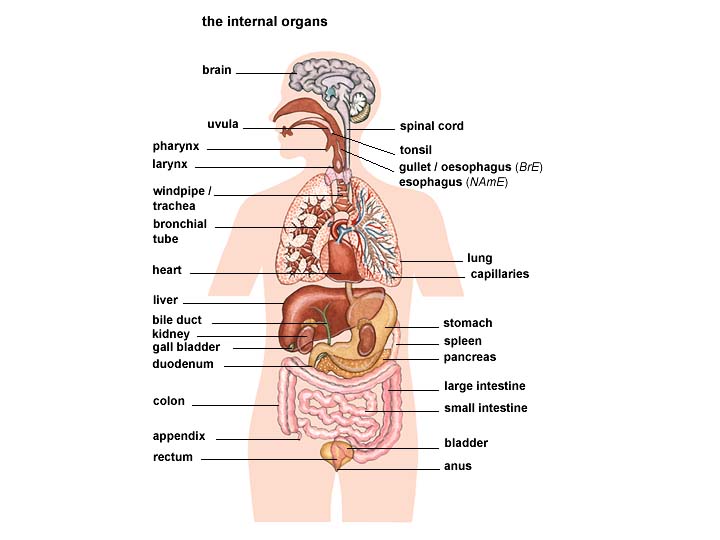 the internal organs
brain
uvula
pharynx
larynx
windpipe /
trachea
bronchial
tube
heart
liver
bile duct
kidney
gall bladder
duodenum
colon
appendix
rectum
spinal cord
tonsil
gullet / oesophagus (BrE)
esophagus (NAmE)
lung
capillaries
stomach
spleen
pancreas
large intestine
small intestine
bladder
anus